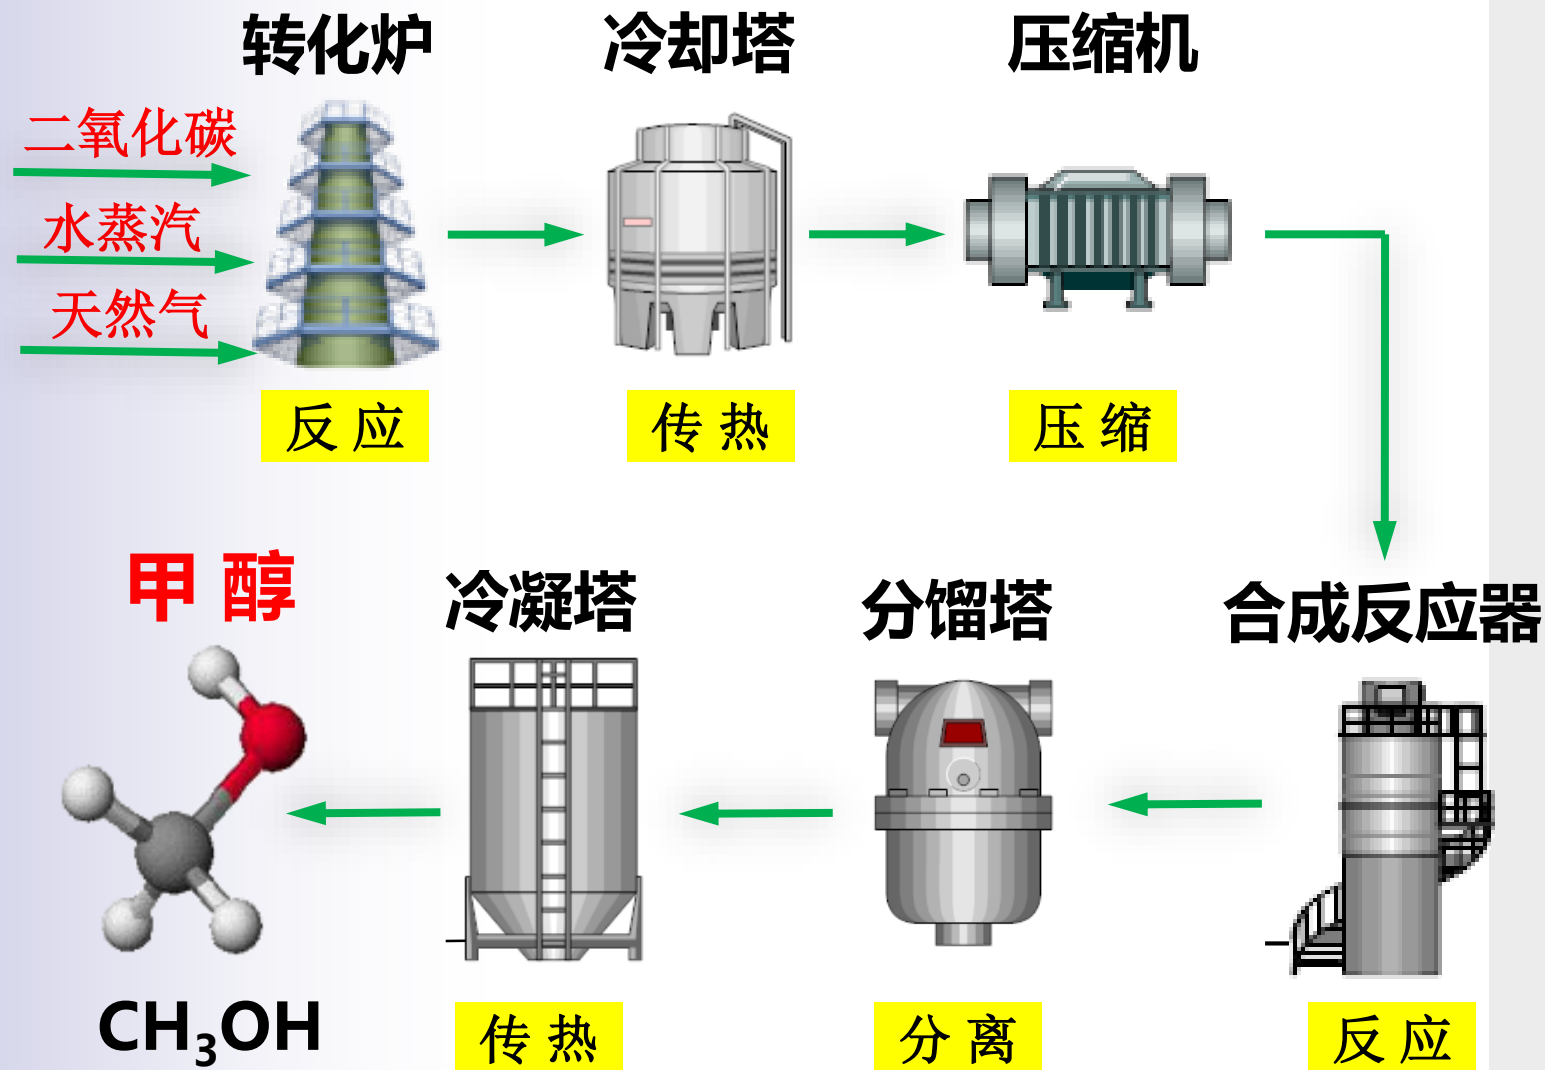 转化炉
冷却塔
压缩机
二氧化碳
水蒸汽
天然气
反 应
传 热
压 缩
甲 醇
冷凝塔
分馏塔
合成反应器
CH₃OH
传 热
分 离
反 应